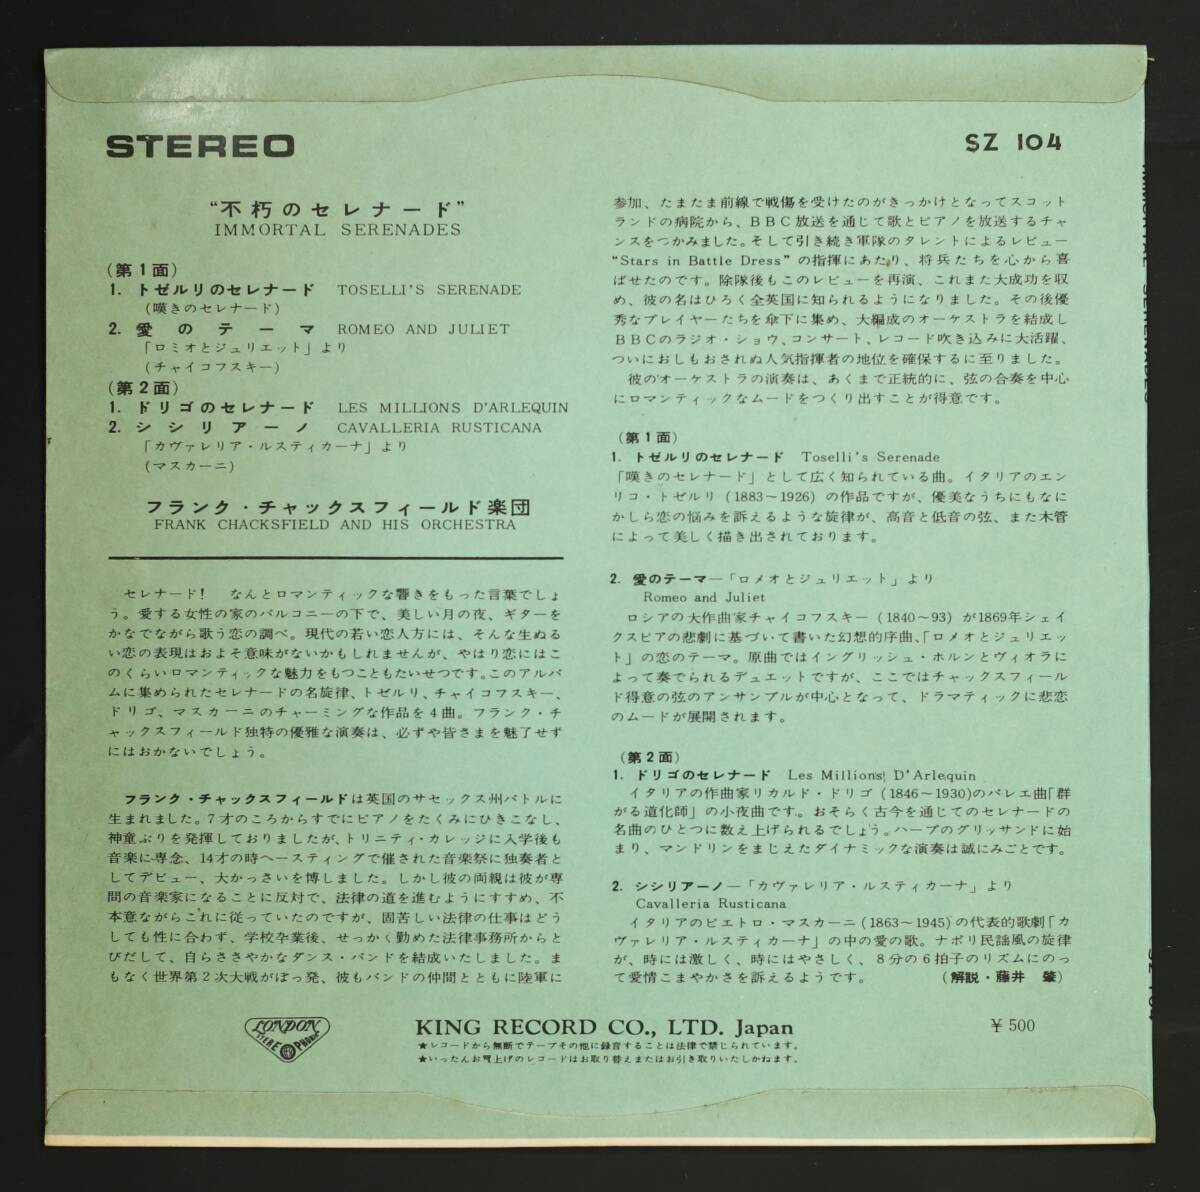 STEREO
SZ 104
“不朽のセレナード”
IMMORTAL SERENADES
(第1面)
1. トゼルリのセレナード TOSELLI'S SERENADE
(嘆きのセレナード)
2. 愛のテーマ ROMEO AND JULIET
「ロミオとジュリエット」より
(チャイコフスキー)
(第2面)
1. ドリゴのセレナード LES MILLIONS D'ARLEQUIN
2. シシリアーノ CAVALLERIA RUSTICANA
「カヴァレリア・ルスティカーナ」より
(マスカーニ)
フランク・チャックスフィールド楽団
FRANK CHACKSFIELD AND HIS ORCHESTRA
セレナード! なんとロマンティックな響きをもった言葉でしょ
う。愛する女性の家のバルコニーの下で、美しい月の夜、ギターを
かなでながら歌う恋の調べ。現代の若い恋人方には、そんな生ぬる
い恋の表現はおよそ意味がないかもしれませんが、やはり恋にはこ
のくらいロマンティックな魅力をもつこともたいせつです。このアルバ
ムに集められたセレナードの名旋律、トゼルリ、チャイコフスキー、
ドリゴ、マスカーニのチャーミングな作品を4曲。フランク・チ
ャックスフィールド独特の優雅な演奏は、必ずや皆さまを魅了せず
にはおかないでしょう。
フランク・チャックスフィールドは英国のサセックス州バトルに
生まれました。7才のころからすでにピアノをたくみにひきこなし、
神童ぶりを発揮しておりましたが、トリニティ・カレッジに入学後も
音楽に専念、14才の時ヘースティングで催された音楽祭に独奏者と
してデビュー、大かっさいを博しました。しかし彼の両親は彼が専
門の音楽家になることに反対で、法律の道を進むようにすすめ、不
本意ながらこれに従っていたのですが、固苦しい法律の仕事はどう
しても性に合わず、学校卒業後、せっかく勤めた法律事務所からと
びだして、自らささやかなダンス・バンドを結成いたしました。ま
もなく世界第2次大戦がぼっ発、彼もバンドの仲間とともに陸軍に
参加、たまたま前線で戦傷を受けたのがきっかけとなってスコット
ランドの病院から、BBC放送を通じて歌とピアノを放送するチャ
ンスをつかみました。そして引き続き軍隊のタレントによるレビュー
“Stars in Battle Dress” の指揮にあたり、将兵たちを心から喜
ばせたのです。除隊後もこのレビューを再演、これまた大成功を収
め、彼の名はひろく全英国に知られるようになりました。その後優
秀なプレイヤーたちを傘下に集め、大編成のオーケストラを結成し
BBCのラジオ・ショウ、コンサート、レコード吹き込みに大活躍、
ついにおしもおされぬ人気指揮者の地位を確保するに至りました。
彼のオーケストラの演奏は、あくまで正統的に、弦の合奏を中心
にロマンティックなムードをつくり出すことが得意です。
(第1面)
1. トゼルリのセレナード Toselli's Serenade
「嘆きのセレナード」として広く知られている曲。イタリアのエン
リコ・トゼルリ (1883～1926) の作品ですが、優美なうちにもなに
かしら恋の悩みを訴えるような旋律が、高音と低音の弦、また木管
によって美しく描き出されております。
2. 愛のテーマ—「ロメオとジュリエット」より
Romeo and Juliet
ロシアの大作曲家チャイコフスキー (1840～93) が1869年シェイ
クスピアの悲劇に基づいて書いた幻想的序曲、「ロメオとジュリエッ
ト」の恋のテーマ。原曲ではイングリッシュ・ホルンとヴィオラに
よって奏でられるデュエットですが、ここではチャックスフィール
ド得意の弦のアンサンブルが中心となって、ドラマティックに悲恋
のムードが展開されます。
(第2面)
1. ドリゴのセレナード Les Millions D'Arlequin
イタリアの作曲家リカルド・ドリゴ (1846～1930)のバレエ曲「群
がる道化師」の小夜曲です。おそらく古今を通じてのセレナードの
名曲のひとつに数え上げられるでしょう。ハープのグリッサンドに始
まり、マンドリンをまじえたダイナミックな演奏は誠にみごとです。
2. シシリアーノ—「カヴァレリア・ルスティカーナ」より
Cavalleria Rusticana
イタリアのピエトロ・マスカーニ (1863～1945) の代表的歌劇「カ
ヴァレリア・ルスティカーナ」の中の愛の歌。ナポリ民謡風の旋律
が、時には激しく、時にはやさしく、8分の6拍子のリズムにのっ
て愛情こまやかさを訴えるようです。 (解説・藤井 肇)
LONDON
STEREOPHONIC
KING RECORD CO., LTD. Japan
¥ 500
★レコードから無断でテープその他に録音することは法律で禁じられています。
★いったんお買上げのレコードはお取り替えまたはお引き取りいたしかねます。
IMMORTAL SERENADES
SZ 104